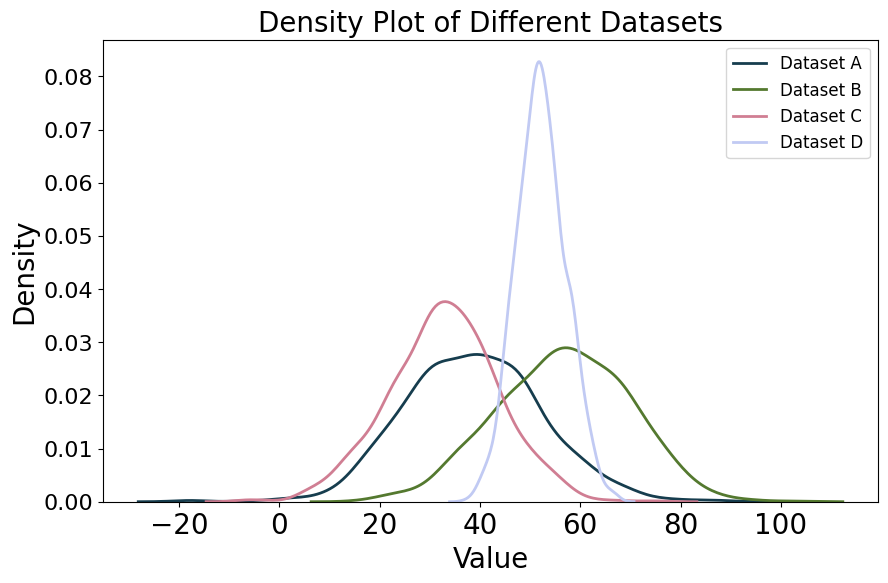 Density Plot of Different Datasets
Dataset A
Dataset B
Dataset C
Dataset D
0.08
0.07
0.06
0.05
0.04
0.03
0.02
0.01
0.00
Density
−20 0 20 40 60 80 100
Value